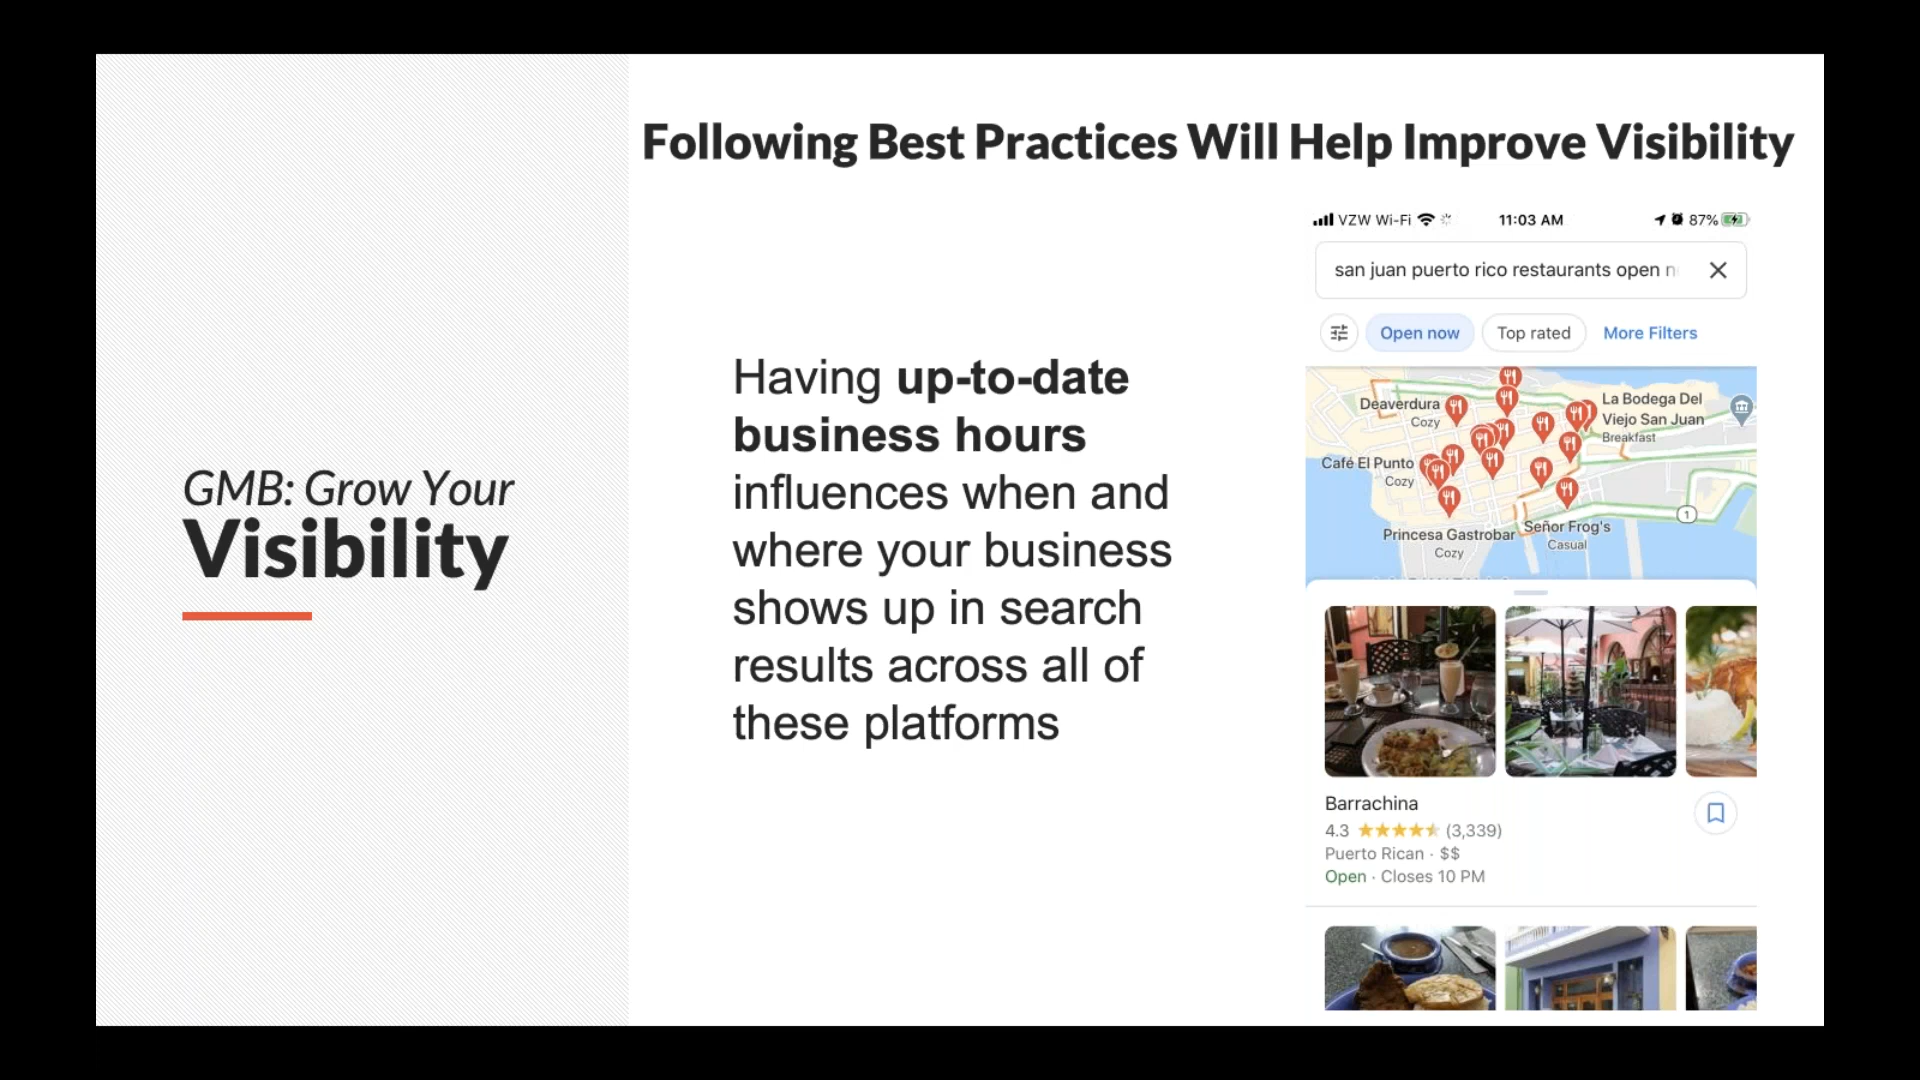 Following Best Practices Will Help Improve Visibility
GMB: Grow Your
Visibility
Having up-to-date
business hours
influences when and
where your business
shows up in search
results across all of
these platforms
VZW Wi-Fi 11:03 AM 87%
san juan puerto rico restaurants open
Open now Top rated More Filters
Deaverdura
Cozy
La Bodega Del
Viejo San Juan
Breakfast
Café El Punto
Cozy
1
Princesa Gastrobar
Cozy
Señor Frog's
Casual
Barrachina
4.3 (3,339)
Puerto Rican · $$
Open · Closes 10 PM